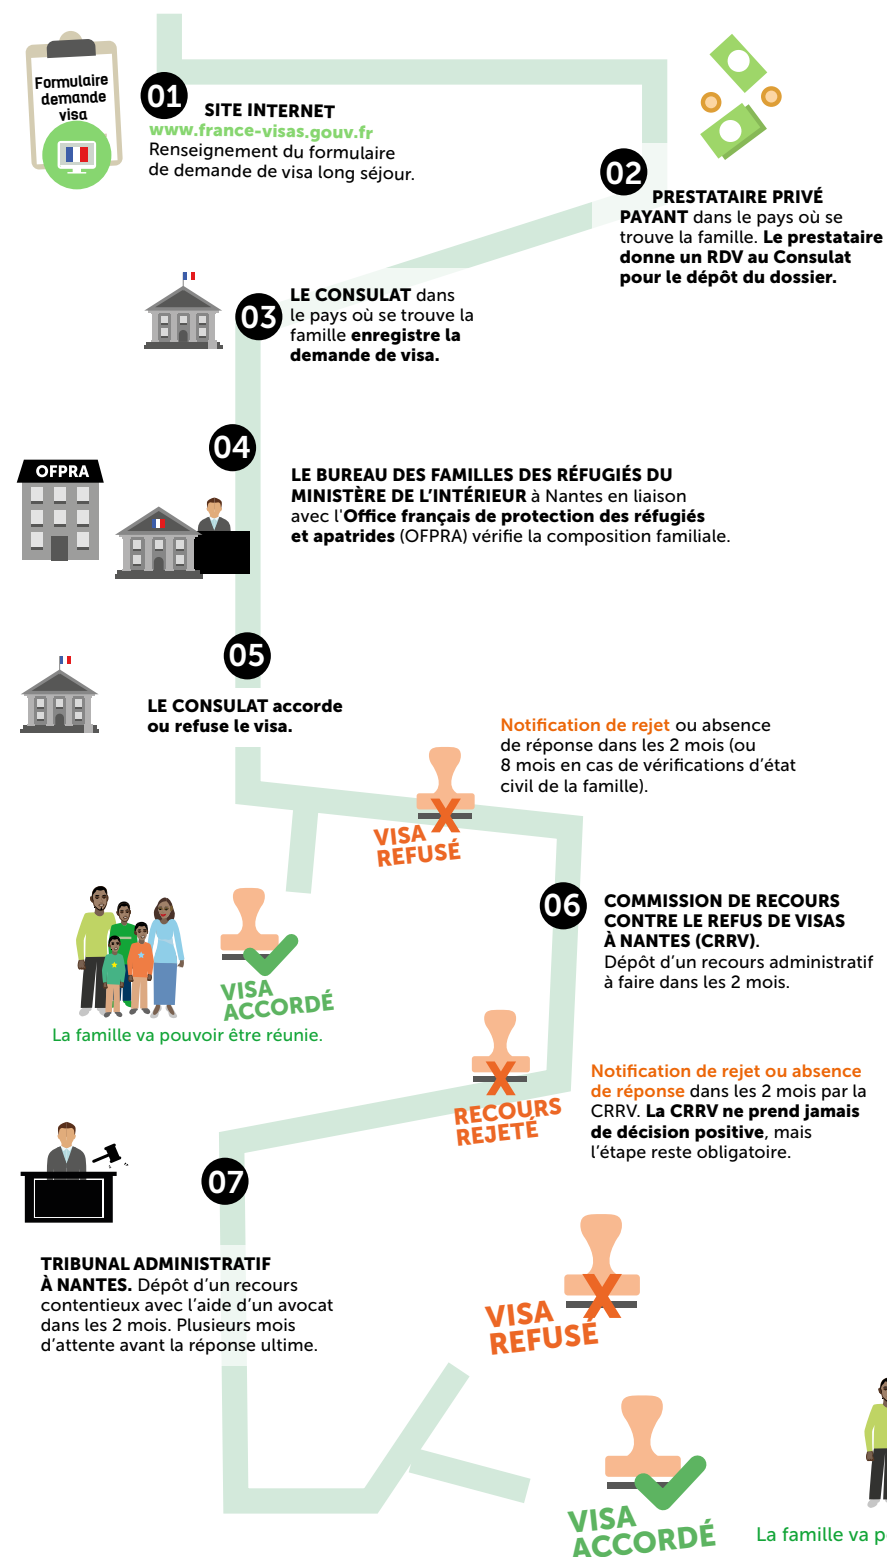 Formulaire
demande
visa
01
SITE INTERNET
www.france-visas.gouv.fr
Renseignement du formulaire
de demande de visa long séjour.
02
PRESTATAIRE PRIVÉ
PAYANT dans le pays où se
trouve la famille. Le prestataire
donne un RDV au Consulat
pour le dépôt du dossier.
03
LE CONSULAT dans
le pays où se trouve la
famille enregistre la
demande de visa.
04
OFPRA
LE BUREAU DES FAMILLES DES RÉFUGIÉS DU
MINISTÈRE DE L'INTÉRIEUR à Nantes en liaison
avec l'Office français de protection des réfugiés
et apatrides (OFPRA) vérifie la composition familiale.
05
LE CONSULAT accorde
ou refuse le visa.
Notification de rejet ou absence
de réponse dans les 2 mois (ou
8 mois en cas de vérifications d'état
civil de la famille).
VISA
REFUSÉ
VISA
ACCORDÉ
La famille va pouvoir être réunie.
06
COMMISSION DE RECOURS
CONTRE LE REFUS DE VISAS
À NANTES (CRRV).
Dépôt d'un recours administratif
à faire dans les 2 mois.
RECOURS
REJETÉ
Notification de rejet ou absence
de réponse dans les 2 mois par la
CRRV. La CRRV ne prend jamais
de décision positive, mais
l'étape reste obligatoire.
07
TRIBUNAL ADMINISTRATIF
À NANTES. Dépôt d'un recours
contentieux avec l'aide d'un avocat
dans les 2 mois. Plusieurs mois
d'attente avant la réponse ultime.
VISA
REFUSÉ
VISA
ACCORDÉ
La famille va p